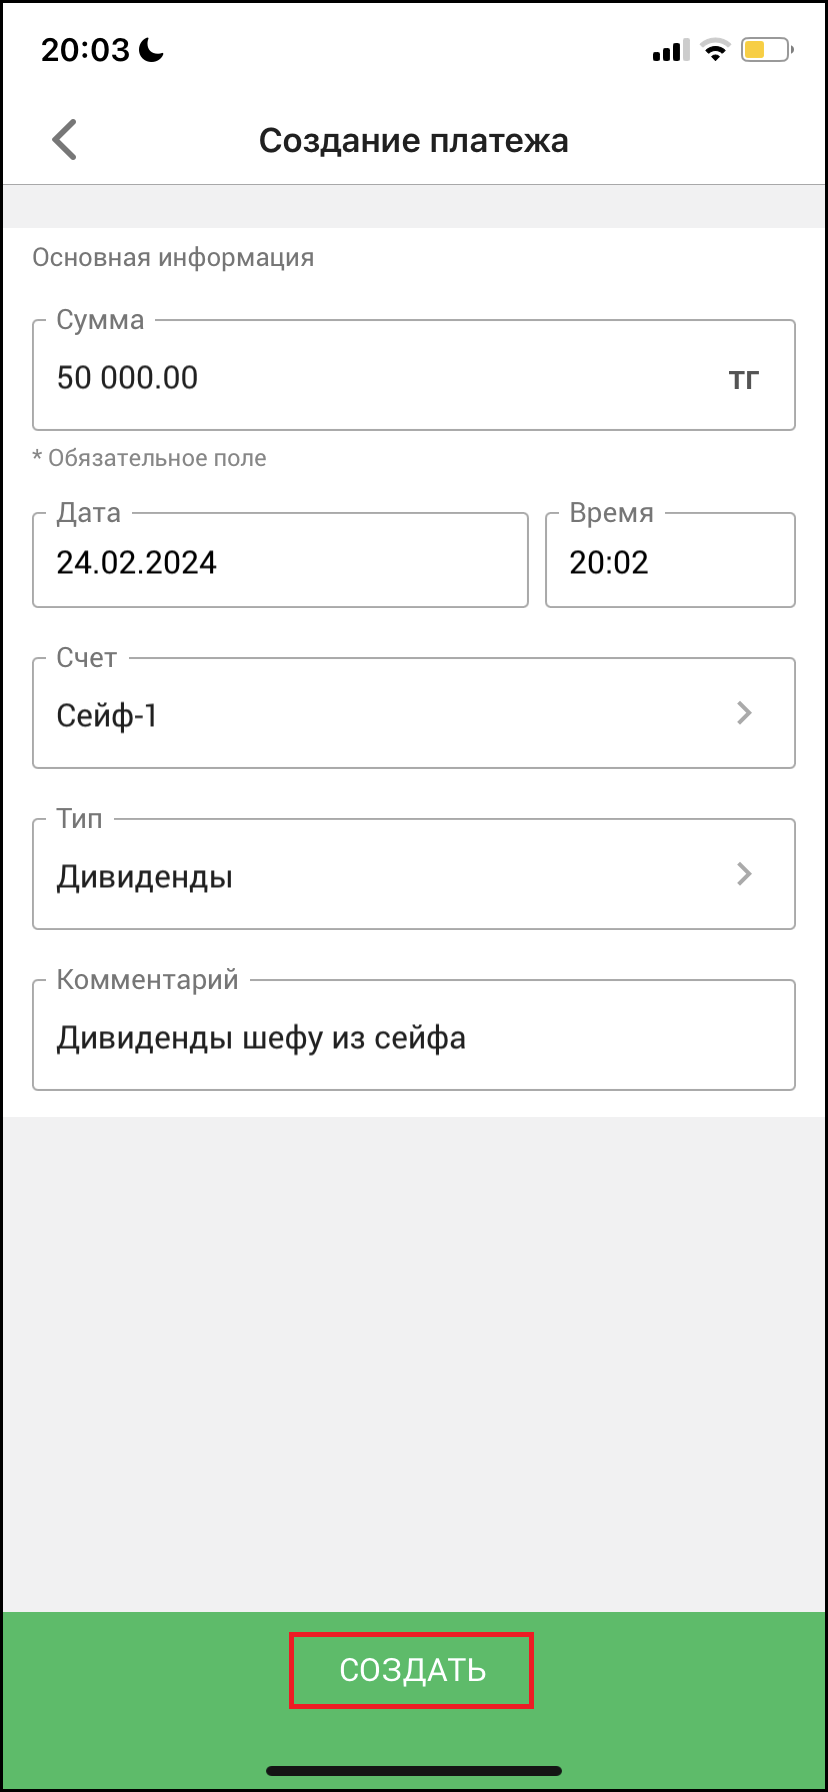 20:03
Создание платежа
Основная информация
Сумма
50 000.00 тг
* Обязательное поле
Дата Время
24.02.2024 20:02
Счет
Сейф-1
Тип
Дивиденды
Комментарий
Дивиденды шефу из сейфа
СОЗДАТЬ